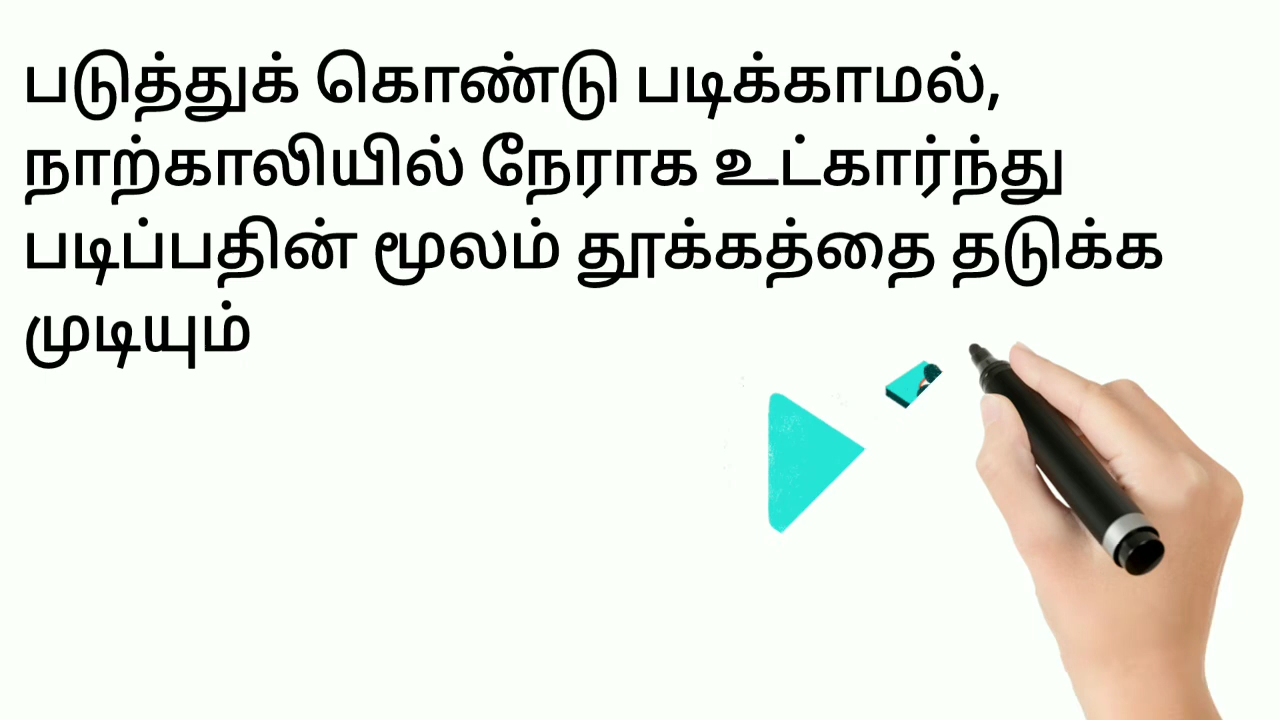 படுத்துக் கொண்டு படிக்காமல்,
நாற்காலியில் நேராக உட்கார்ந்து
படிப்பதின் மூலம் தூக்கத்தை தடுக்க
முடியும்